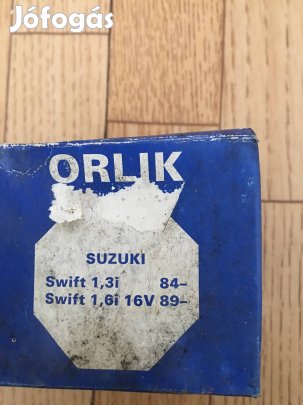 Jófogás
ORLIK
SUZUKI
Swift 1,3i 84–
Swift 1,6i 16V 89–